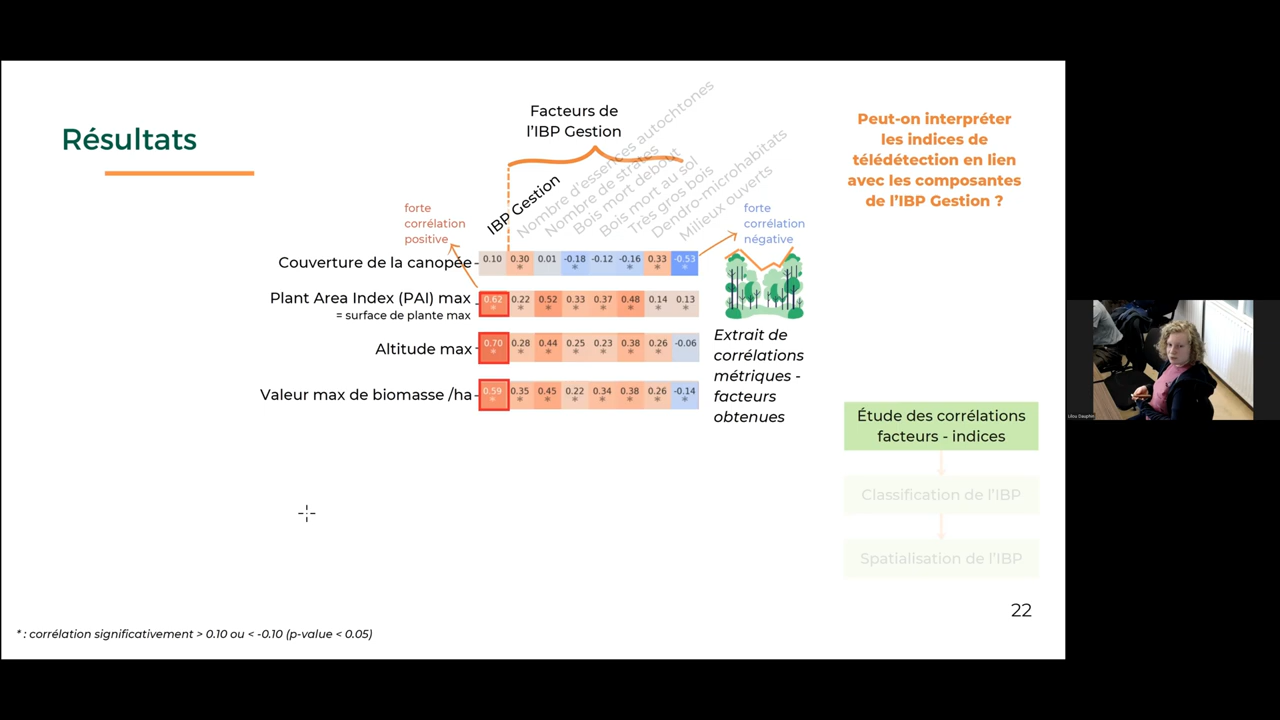 Résultats
Facteurs de
l'IBP Gestion
IBP Gestion
Nombre d'essences autochtones
Nombre de strates
Bois mort debout
Bois mort au sol
Très gros bois
Dendro-microhabitats
Milieux ouverts
forte
corrélation
positive
forte
corrélation
négative
Couverture de la canopée
0.10 0.30 0.01 -0.18 -0.12 -0.16 0.33 -0.53
* * * * *
Plant Area Index (PAI) max
= surface de plante max
0.62 0.22 0.52 0.33 0.37 0.48 0.14 0.13
* * * * * * * *
Altitude max
0.70 0.28 0.44 0.25 0.23 0.38 0.26 -0.06
* * * * * * *
Valeur max de biomasse /ha
0.59 0.35 0.45 0.22 0.34 0.38 0.26 -0.14
* * * * * * * *
Extrait de
corrélations
métriques -
facteurs
obtenues
Peut-on interpréter
les indices de
télédétection en lien
avec les composantes
de l'IBP Gestion ?
Étude des corrélations
facteurs - indices
Classification de l'IBP
Spatialisation de l'IBP
22
* : corrélation significativement > 0.10 ou < -0.10 (p-value < 0.05)
Lilou Dauphin